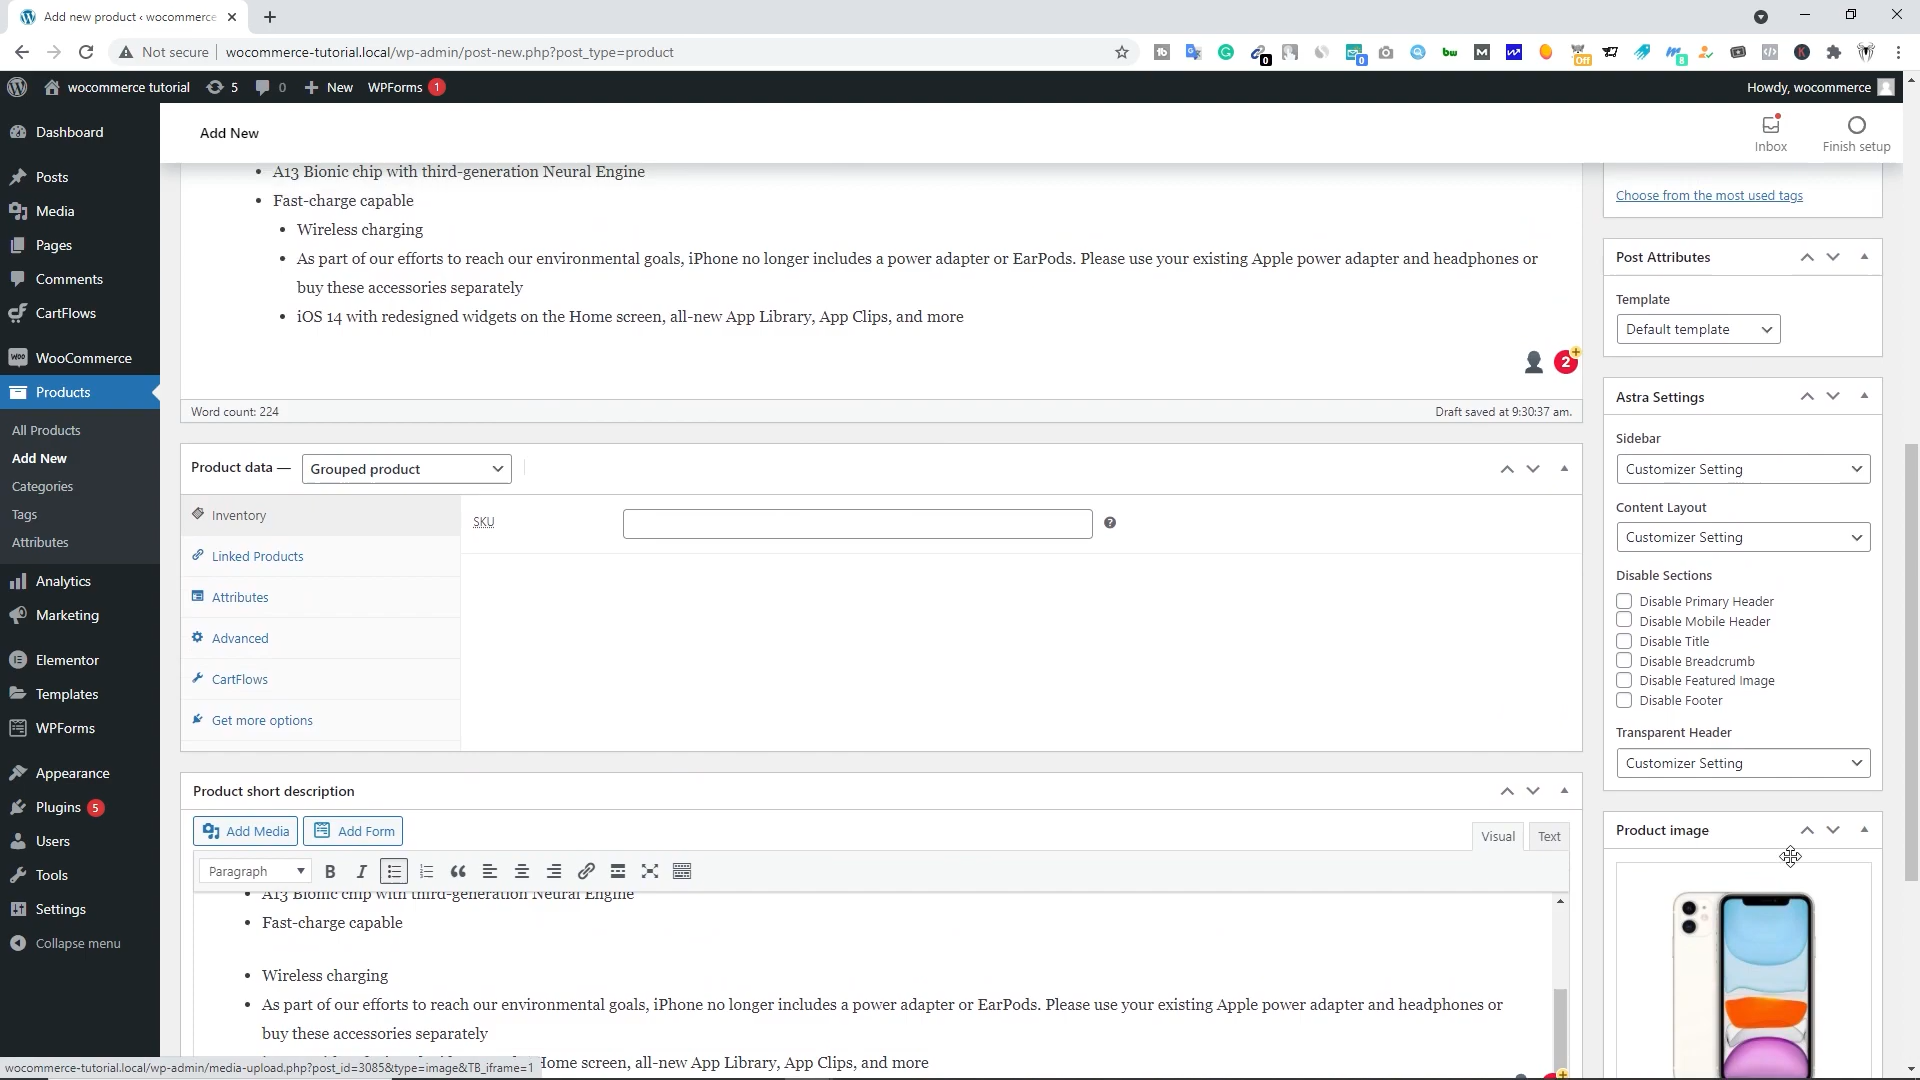 Add new product ‹ wocommerce
Not secure
wocommerce-tutorial.local/wp-admin/post-new.php?post_type=product
wocommerce tutorial
5
0
New
WPForms 1
Howdy, wocommerce
Add New
Inbox
Finish setup
Dashboard
Posts
Media
Pages
Comments
CartFlows
WooCommerce
Products
All Products
Add New
Categories
Tags
Attributes
Analytics
Marketing
Elementor
Templates
WPForms
Appearance
Plugins 5
Users
Tools
Settings
Collapse menu
A13 Bionic chip with third-generation Neural Engine
Fast-charge capable
Wireless charging
As part of our efforts to reach our environmental goals, iPhone no longer includes a power adapter or EarPods. Please use your existing Apple power adapter and headphones or
buy these accessories separately
iOS 14 with redesigned widgets on the Home screen, all-new App Library, App Clips, and more
2
Word count: 224
Draft saved at 9:30:37 am.
Product data —
Grouped product
Inventory
Linked Products
Attributes
Advanced
CartFlows
Get more options
SKU
Product short description
Add Media
Add Form
Visual
Text
Paragraph
A13 Bionic chip with third-generation Neural Engine
Fast-charge capable
Wireless charging
As part of our efforts to reach our environmental goals, iPhone no longer includes a power adapter or EarPods. Please use your existing Apple power adapter and headphones or
buy these accessories separately
Home screen, all-new App Library, App Clips, and more
Choose from the most used tags
Post Attributes
Template
Default template
Astra Settings
Sidebar
Customizer Setting
Content Layout
Customizer Setting
Disable Sections
Disable Primary Header
Disable Mobile Header
Disable Title
Disable Breadcrumb
Disable Featured Image
Disable Footer
Transparent Header
Customizer Setting
Product image
wocommerce-tutorial.local/wp-admin/media-upload.php?post_id=3085&type=image&TB_iframe=1